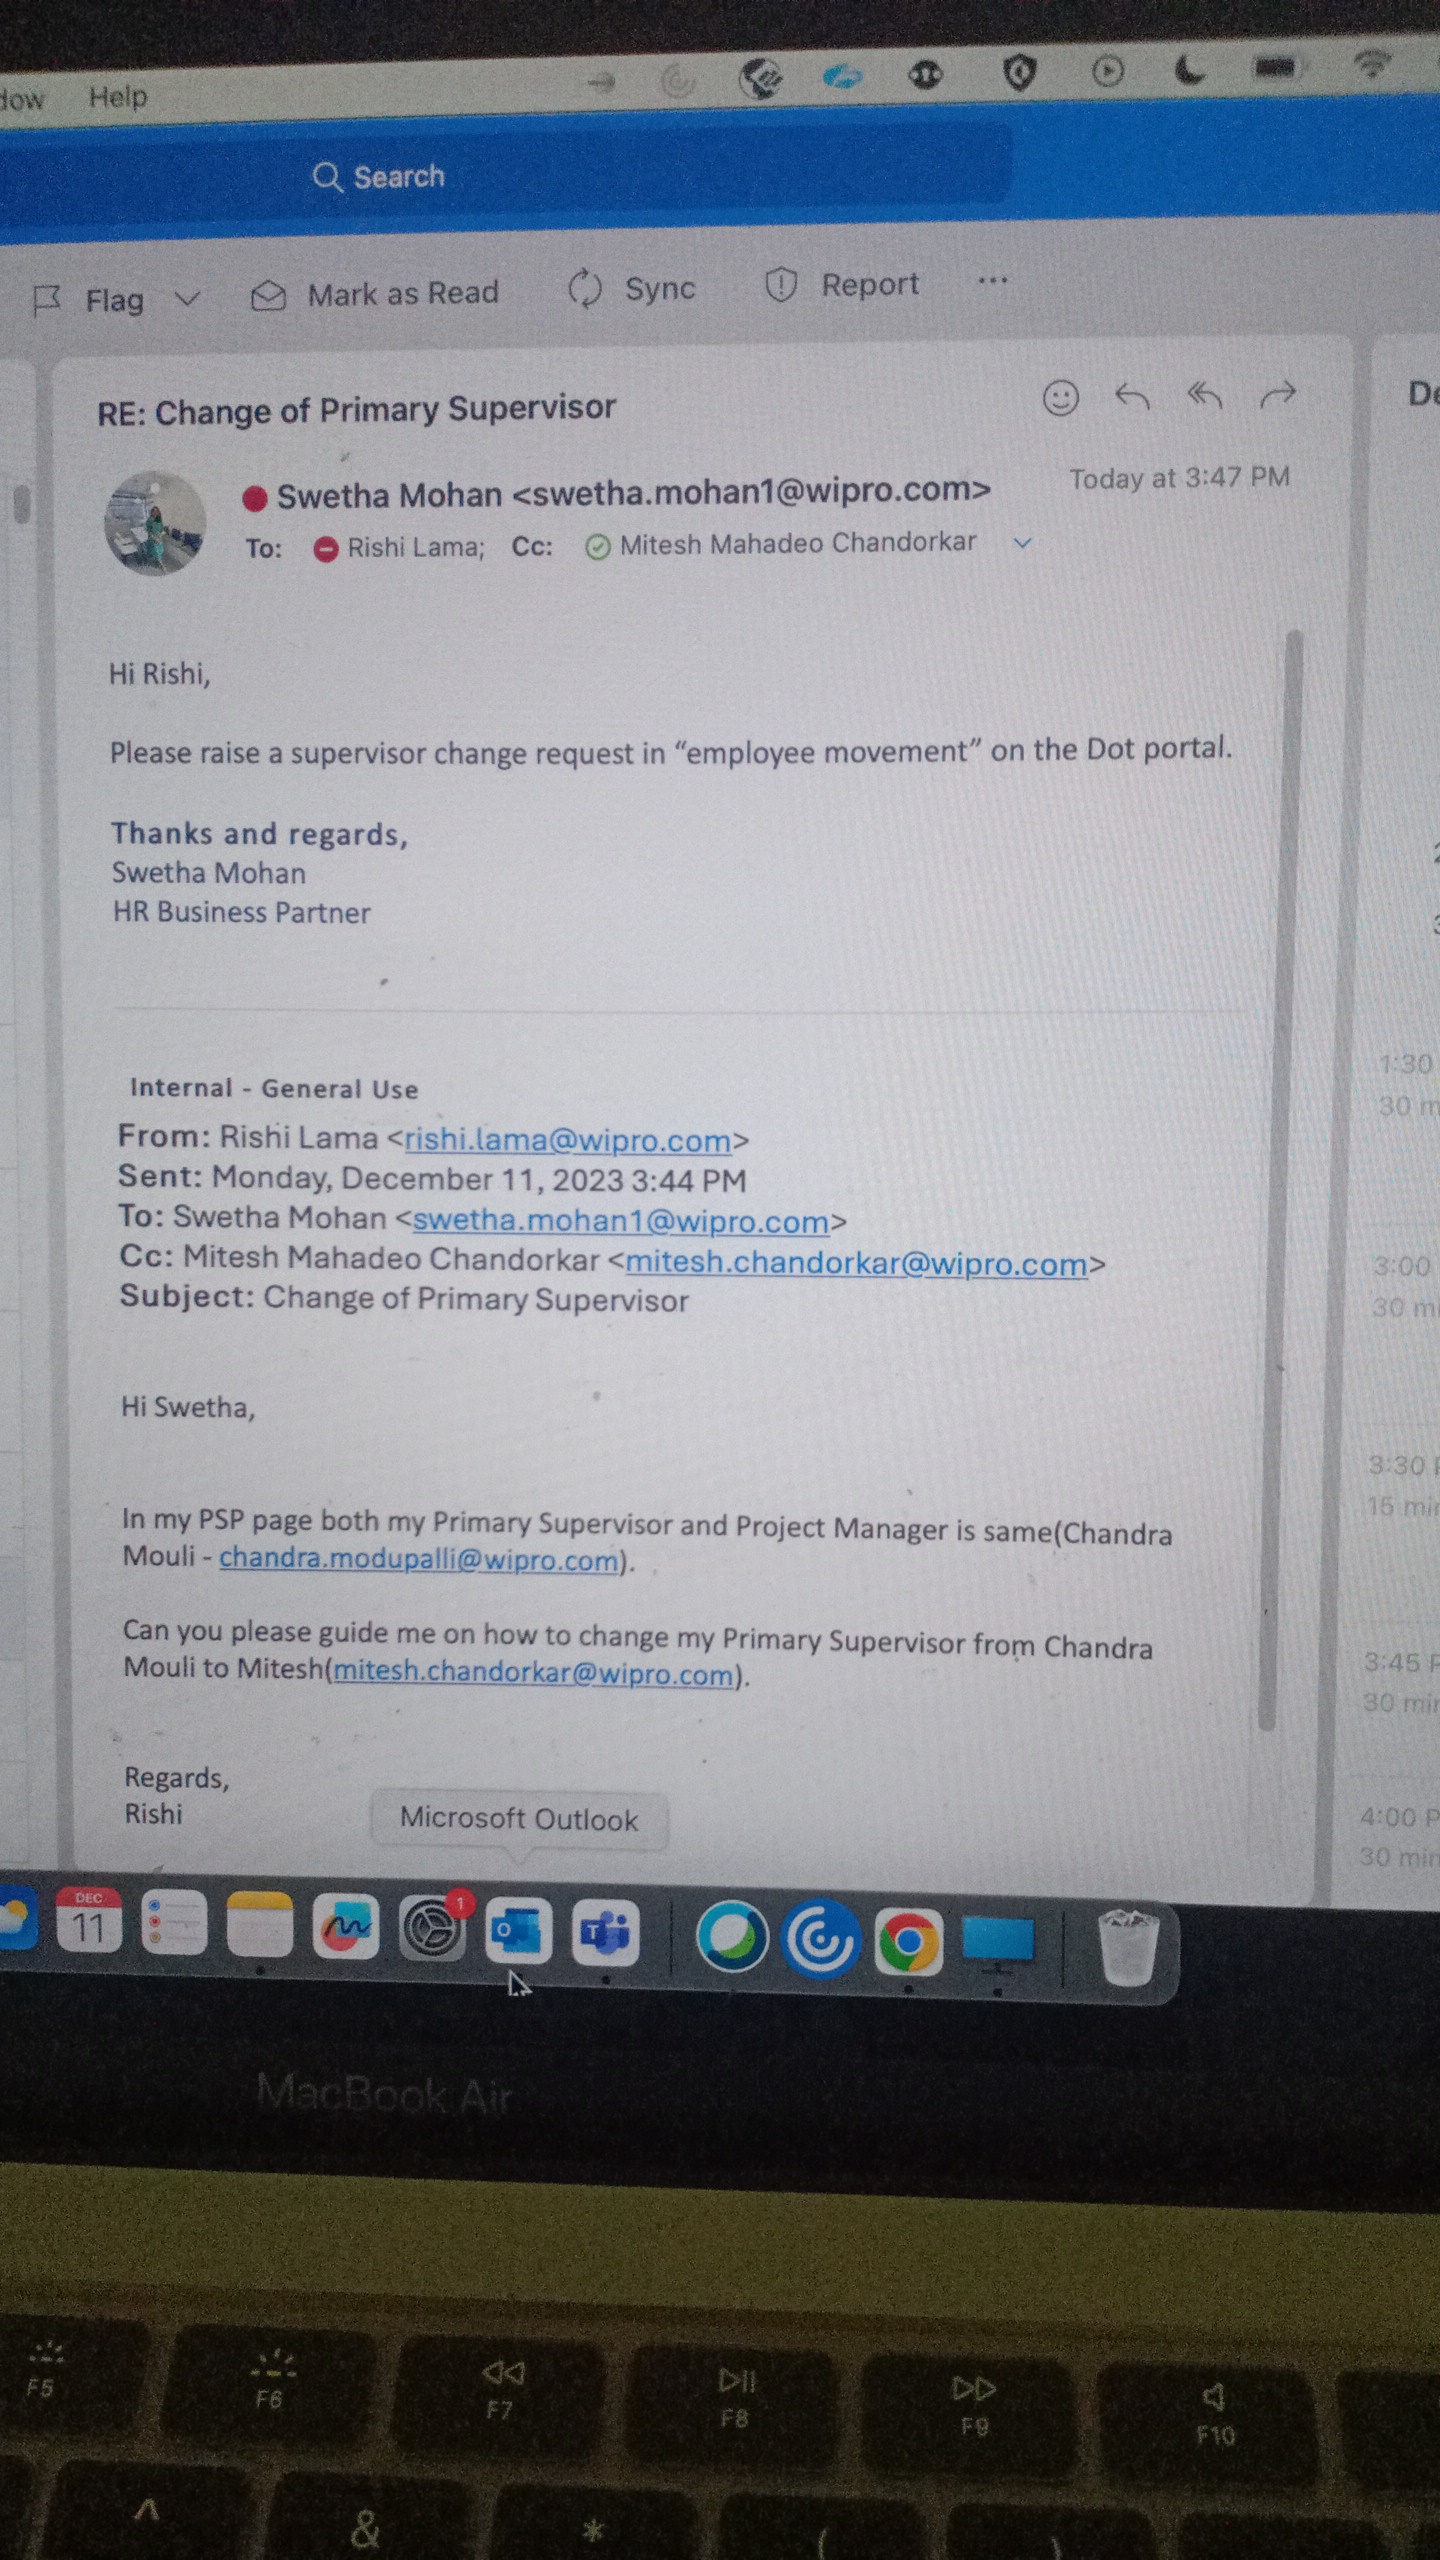 Help
Search
Flag
Mark as Read
Sync
Report
...
RE: Change of Primary Supervisor
Swetha Mohan <swetha.mohan1@wipro.com>
Today at 3:47 PM
To: Rishi Lama; Cc: Mitesh Mahadeo Chandorkar
Hi Rishi,
Please raise a supervisor change request in “employee movement” on the Dot portal.
Thanks and regards,
Swetha Mohan
HR Business Partner
Internal - General Use
From: Rishi Lama <rishi.lama@wipro.com>
Sent: Monday, December 11, 2023 3:44 PM
To: Swetha Mohan <swetha.mohan1@wipro.com>
Cc: Mitesh Mahadeo Chandorkar <mitesh.chandorkar@wipro.com>
Subject: Change of Primary Supervisor
Hi Swetha,
In my PSP page both my Primary Supervisor and Project Manager is same(Chandra
Mouli - chandra.modupalli@wipro.com).
Can you please guide me on how to change my Primary Supervisor from Chandra
Mouli to Mitesh(mitesh.chandorkar@wipro.com).
Regards,
Rishi
1:30
30 m
3:00
30 mi
3:30
15 min
3:45 P
30 min
4:00 P
30 min
Microsoft Outlook
DEC
11
1
MacBook Air
F5
F6
F7
F8
F9
F10
^
&
*
(
)